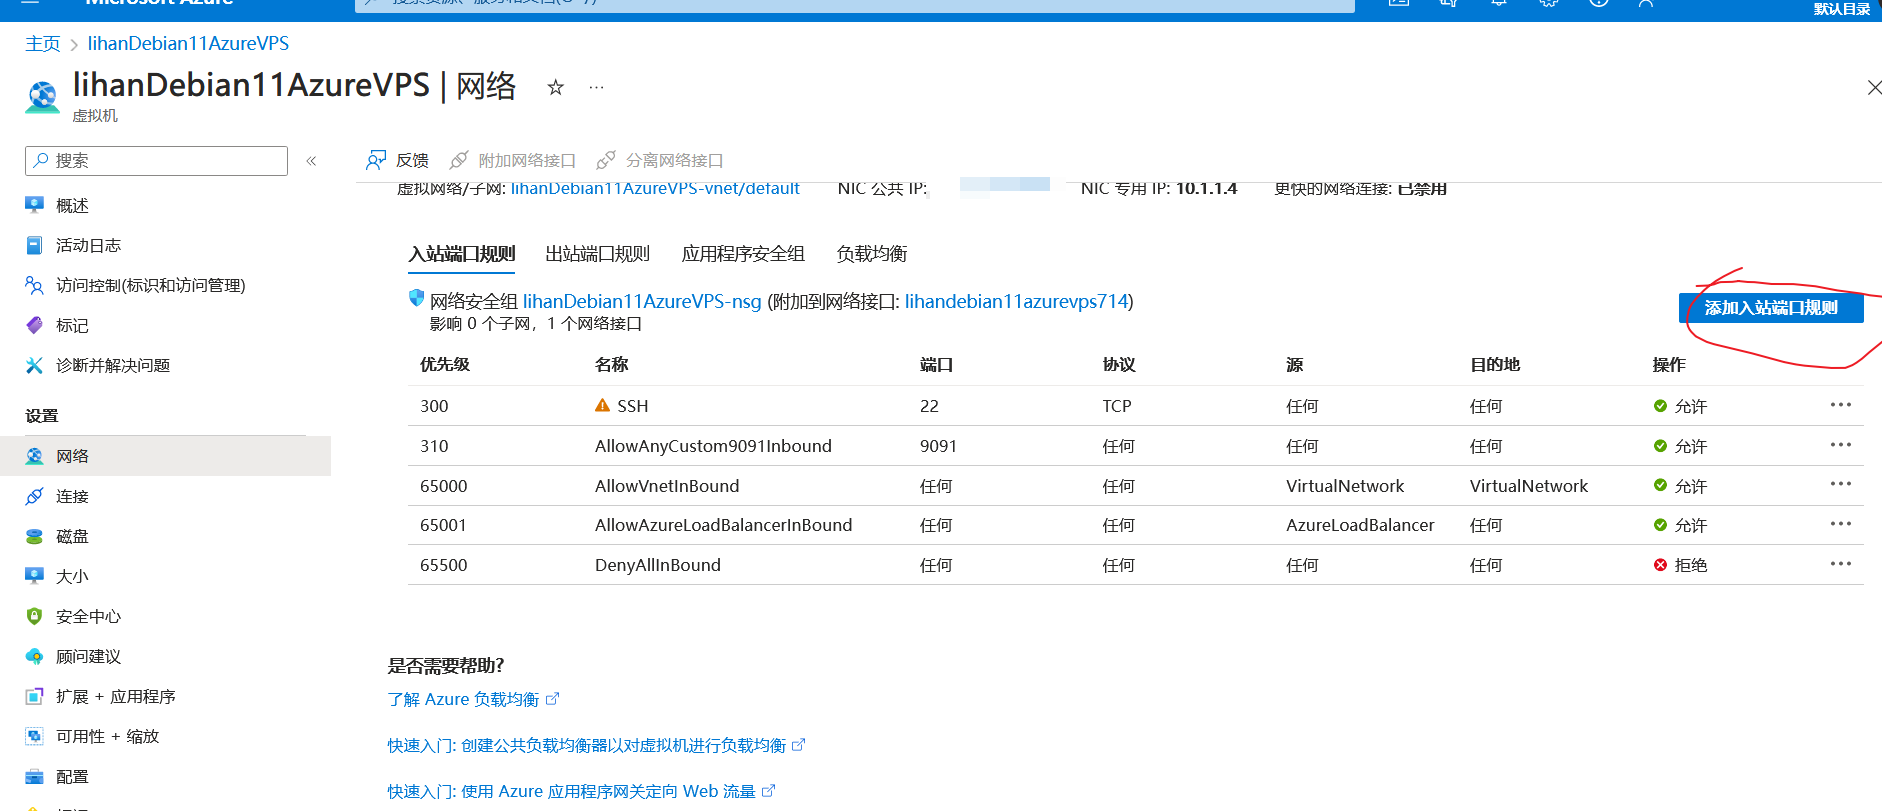 Microsoft Azure
搜索资源、服务和文档(G+/)
默认目录
主页 > lihanDebian11AzureVPS
lihanDebian11AzureVPS | 网络 ☆ ···
虚拟机
搜索 «
反馈 附加网络接口 分离网络接口
虚拟网络/子网: lihanDebian11AzureVPS-vnet/default NIC 公共 IP: NIC 专用 IP: 10.1.1.4 更快的网络连接: 已禁用
概述
活动日志
访问控制(标识和访问管理)
标记
诊断并解决问题
设置
网络
连接
磁盘
大小
安全中心
顾问建议
扩展 + 应用程序
可用性 + 缩放
配置
入站端口规则 出站端口规则 应用程序安全组 负载均衡
网络安全组 lihanDebian11AzureVPS-nsg (附加到网络接口: lihandebian11azurevps714)
影响 0 个子网，1 个网络接口
添加入站端口规则
优先级 名称 端口 协议 源 目的地 操作
300 SSH 22 TCP 任何 任何 允许 ···
310 AllowAnyCustom9091Inbound 9091 任何 任何 任何 允许 ···
65000 AllowVnetInBound 任何 任何 VirtualNetwork VirtualNetwork 允许 ···
65001 AllowAzureLoadBalancerInBound 任何 任何 AzureLoadBalancer 任何 允许 ···
65500 DenyAllInBound 任何 任何 任何 任何 拒绝 ···
是否需要帮助?
了解 Azure 负载均衡
快速入门: 创建公共负载均衡器以对虚拟机进行负载均衡
快速入门: 使用 Azure 应用程序网关定向 Web 流量